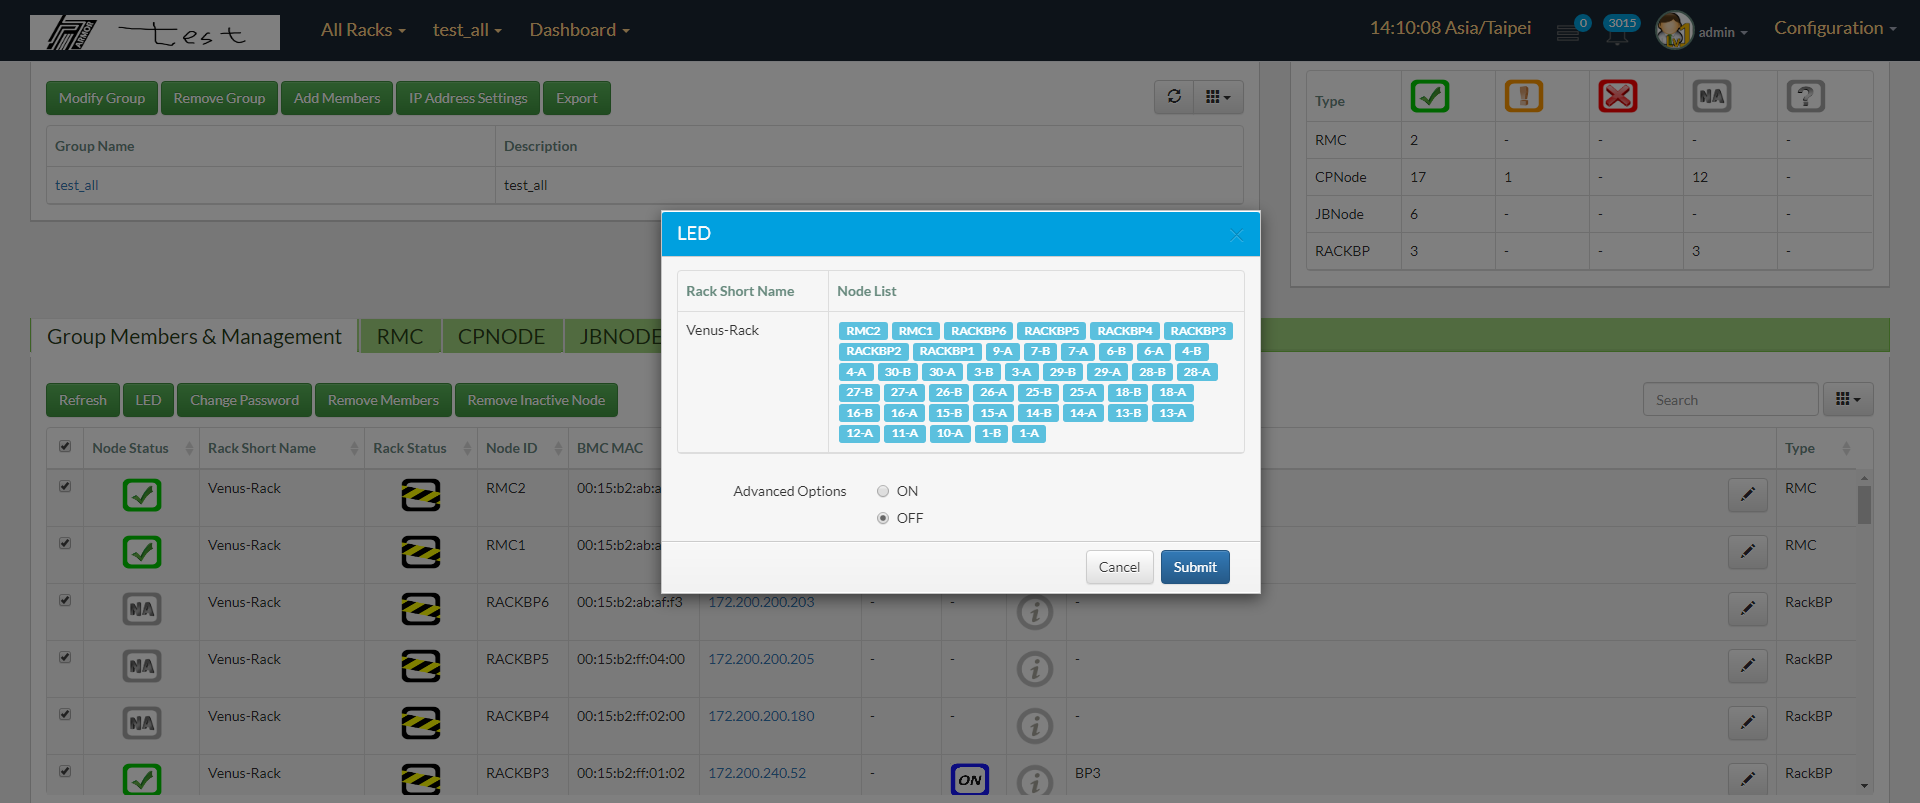 ARMOR test All Racks test_all Dashboard 14:10:08 Asia/Taipei 0 3015 admin Configuration
Modify Group Remove Group Add Members IP Address Settings Export
Group Name Description
test_all test_all
Type NA ?
RMC 2 - - - -
CPNode 17 1 - 12 -
JBNode 6 - - - -
RACKBP 3 - - 3 -
LED ×
Rack Short Name Node List
Venus-Rack RMC2 RMC1 RACKBP6 RACKBP5 RACKBP4 RACKBP3
RACKBP2 RACKBP1 9-A 7-B 7-A 6-B 6-A 4-B
4-A 30-B 30-A 3-B 3-A 29-B 29-A 28-B 28-A
27-B 27-A 26-B 26-A 25-B 25-A 18-B 18-A
16-B 16-A 15-B 15-A 14-B 14-A 13-B 13-A
12-A 11-A 10-A 1-B 1-A
Advanced Options ON
OFF
Cancel Submit
Group Members & Management RMC CPNODE JBNODE
Refresh LED Change Password Remove Members Remove Inactive Node Search
Node Status Rack Short Name Rack Status Node ID BMC MAC Type
Venus-Rack RMC2 00:15:b2:ab:a RMC
Venus-Rack RMC1 00:15:b2:ab:a RMC
NA Venus-Rack RACKBP6 00:15:b2:ab:af:f3 172.200.200.203 - - i - RackBP
NA Venus-Rack RACKBP5 00:15:b2:ff:04:00 172.200.200.205 - - i - RackBP
NA Venus-Rack RACKBP4 00:15:b2:ff:02:00 172.200.200.180 - - i - RackBP
Venus-Rack RACKBP3 00:15:b2:ff:01:02 172.200.240.52 - ON i BP3 RackBP